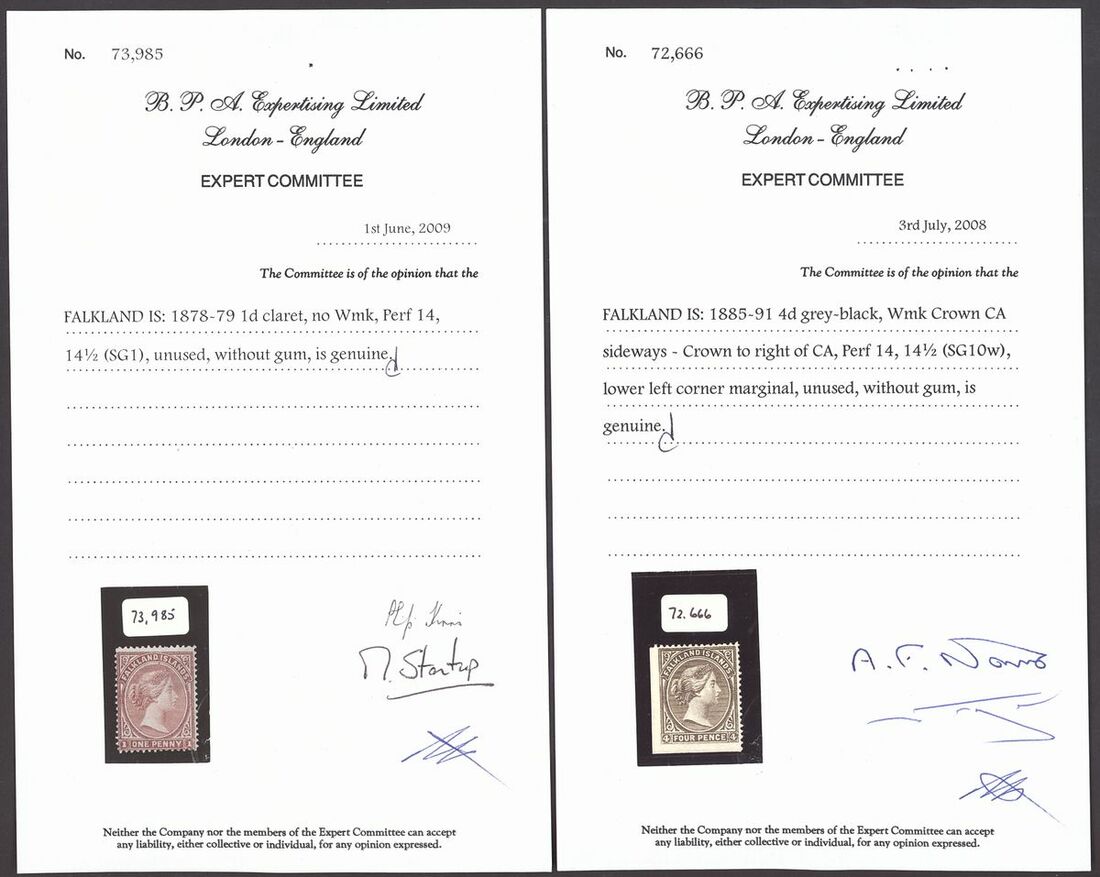 No. 73,985
B. P. A. Expertising Limited
London - England
EXPERT COMMITTEE
1st June, 2009
The Committee is of the opinion that the
FALKLAND IS: 1878-79 1d claret, no Wmk, Perf 14,
14½ (SG1), unused, without gum, is genuine.
73,985
FALKLAND ISLANDS
1 ONE PENNY 1
M. Startup
Neither the Company nor the members of the Expert Committee can accept
any liability, either collective or individual, for any opinion expressed.
No. 72,666
B. P. A. Expertising Limited
London - England
EXPERT COMMITTEE
3rd July, 2008
The Committee is of the opinion that the
FALKLAND IS: 1885-91 4d grey-black, Wmk Crown CA
sideways - Crown to right of CA, Perf 14, 14½ (SG10w),
lower left corner marginal, unused, without gum, is
genuine.
72.666
FALKLAND ISLANDS
4 FOUR PENCE 4
A. F. Norris
Neither the Company nor the members of the Expert Committee can accept
any liability, either collective or individual, for any opinion expressed.